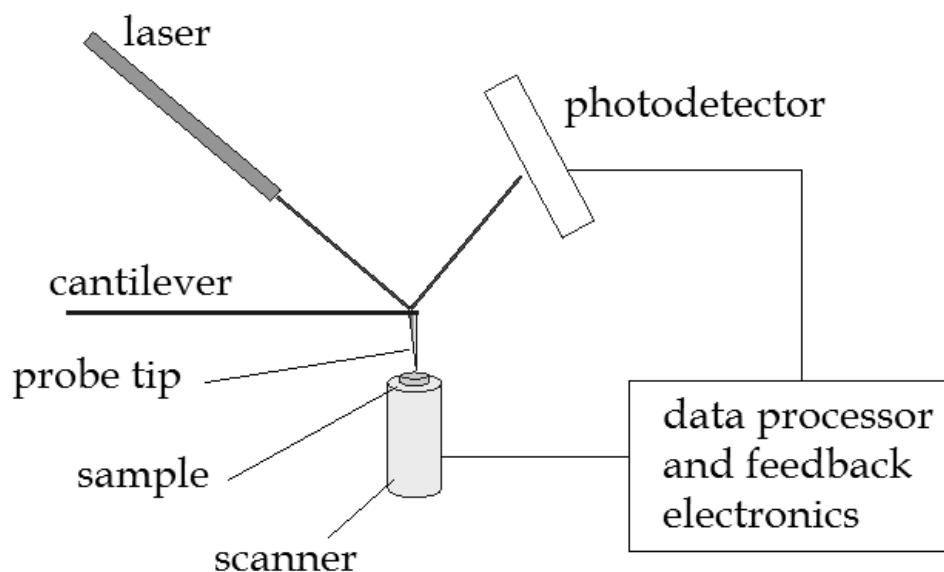 laser
photodetector
cantilever
probe tip
sample
scanner
data processor
and feedback
electronics